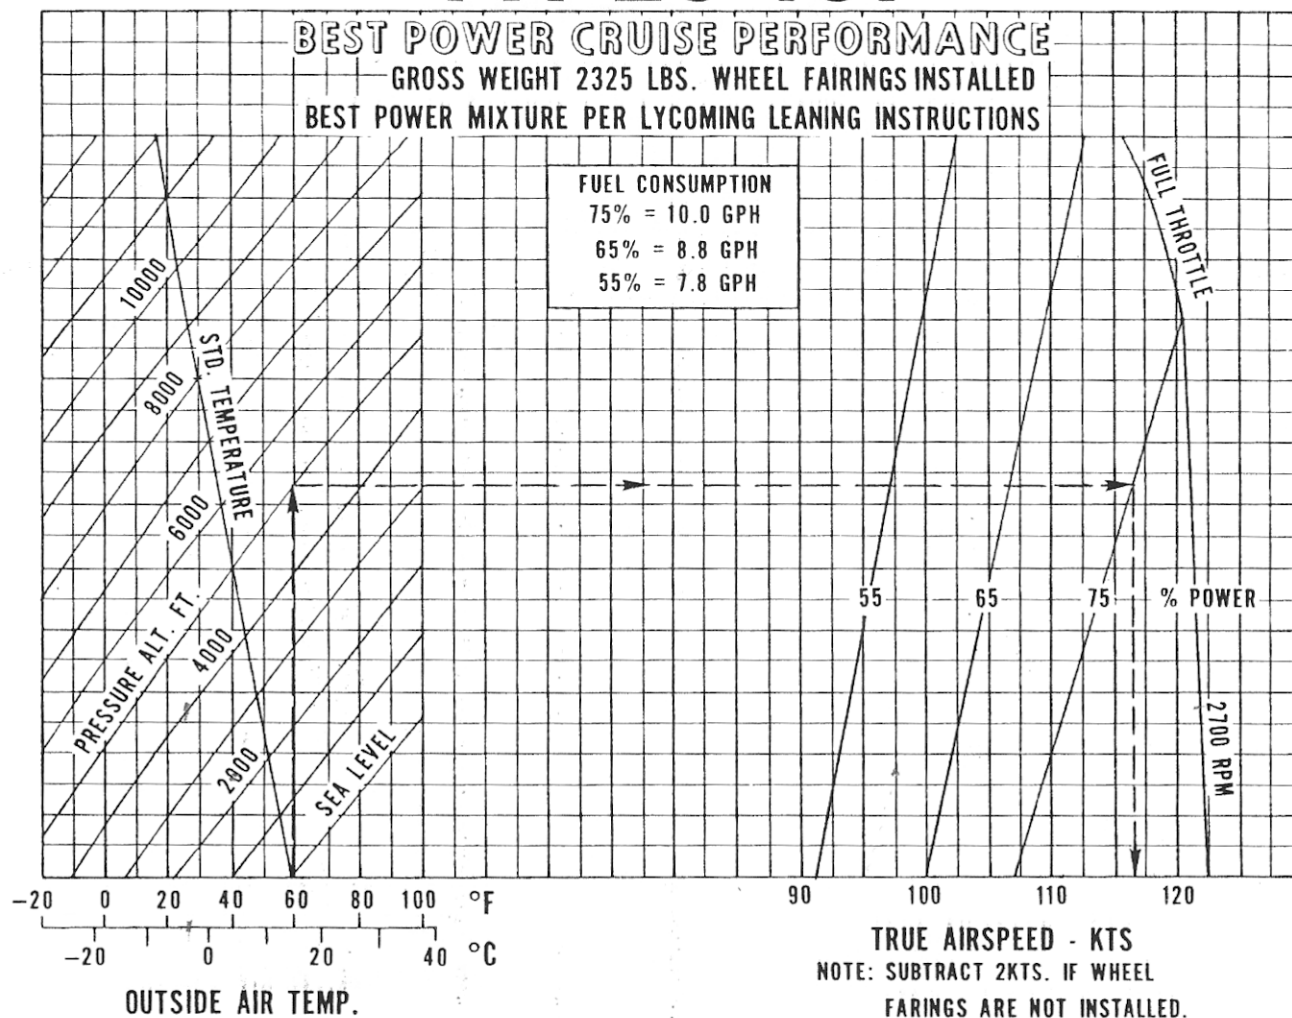 BEST POWER CRUISE PERFORMANCE
GROSS WEIGHT 2325 LBS. WHEEL FAIRINGS INSTALLED
BEST POWER MIXTURE PER LYCOMING LEANING INSTRUCTIONS
FUEL CONSUMPTION
75% = 10.0 GPH
65% = 8.8 GPH
55% = 7.8 GPH
FULL THROTTLE
10000
STD. TEMPERATURE
8000
6000
PRESSURE ALT. FT.
4000
2000
SEA LEVEL
55 65 75 % POWER
2700 RPM
-20 0 20 40 60 80 100 °F
-20 0 20 40 °C
OUTSIDE AIR TEMP.
90 100 110 120
TRUE AIRSPEED - KTS
NOTE: SUBTRACT 2KTS. IF WHEEL
FARINGS ARE NOT INSTALLED.